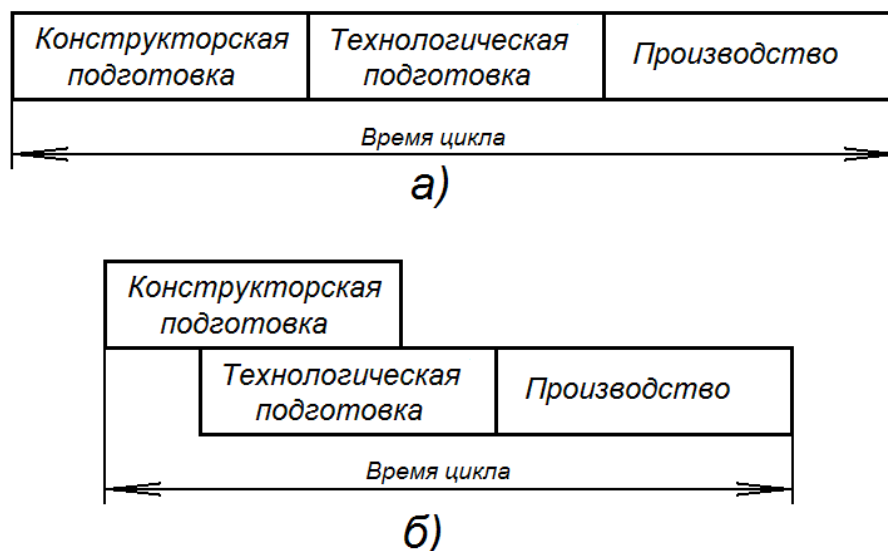 Конструкторская
подготовка
Технологическая
подготовка
Производство
Время цикла
а)
Конструкторская
подготовка
Технологическая
подготовка
Производство
Время цикла
б)